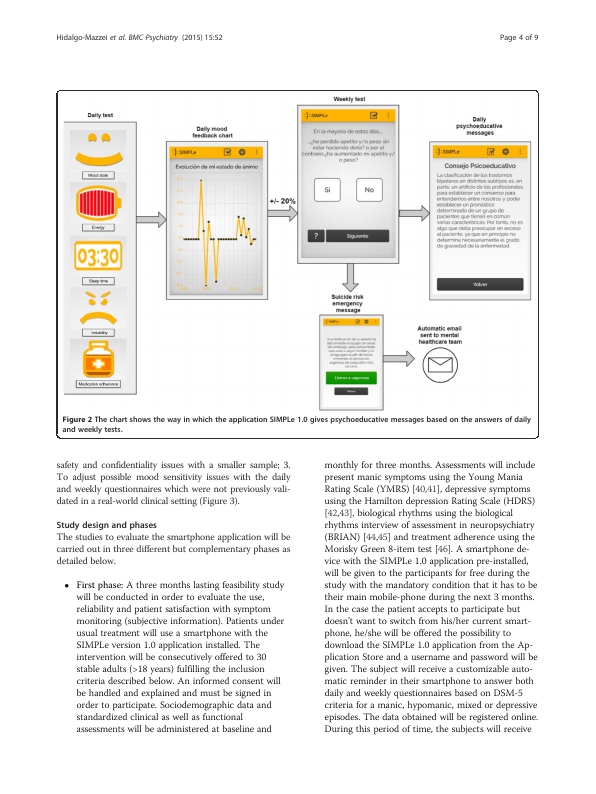 Hidalgo-Mazzei et al. BMC Psychiatry (2015) 15:52
Page 4 of 9
Daily test
Mood state
Energy
03:30
Sleep time
Irritability
Medication adherence
Daily mood
feedback chart
SIMPLe
Evolución de mi estado de ánimo
+/- 20%
Weekly test
SIMPLe
En la mayoría de estos días...
...¿he perdido apetito y/o peso sin
estar haciendo dieta? o por el
contrario,¿ha aumentado mi apetito y/
o peso?
Si
No
?
Siguiente
Daily
psychoeducative
messages
SIMPLe
Consejo Psicoeducativo
La clasificación de los trastornos
bipolares en distintos subtipos es, en
parte, un artificio de los profesionales
para establecer un consenso para
entendernos entre nosotros y poder
establecer un pronóstico
determinado de un grupo de
pacientes que tienen en común
varias características. Por tanto, no es
algo que deba preocupar en exceso
al paciente, ya que en principio no
determina necesariamente el grado
de gravedad de la enfermedad.
Volver
Suicide risk
emergency
message
SIMPLe
Llamar a urgencias
Automatic email
sent to mental
healthcare team
Figure 2 The chart shows the way in which the application SIMPLe 1.0 gives psychoeducative messages based on the answers of daily
and weekly tests.
safety and confidentiality issues with a smaller sample; 3.
To adjust possible mood sensitivity issues with the daily
and weekly questionnaires which were not previously vali-
dated in a real-world clinical setting (Figure 3).
Study design and phases
The studies to evaluate the smartphone application will be
carried out in three different but complementary phases as
detailed below.
• First phase: A three months lasting feasibility study
will be conducted in order to evaluate the use,
reliability and patient satisfaction with symptom
monitoring (subjective information). Patients under
usual treatment will use a smartphone with the
SIMPLe version 1.0 application installed. The
intervention will be consecutively offered to 30
stable adults (>18 years) fulfilling the inclusion
criteria described below. An informed consent will
be handled and explained and must be signed in
order to participate. Sociodemographic data and
standardized clinical as well as functional
assessments will be administered at baseline and
monthly for three months. Assessments will include
present manic symptoms using the Young Mania
Rating Scale (YMRS) [40,41], depressive symptoms
using the Hamilton depression Rating Scale (HDRS)
[42,43], biological rhythms using the biological
rhythms interview of assessment in neuropsychiatry
(BRIAN) [44,45] and treatment adherence using the
Morisky Green 8-item test [46]. A smartphone de-
vice with the SIMPLe 1.0 application pre-installed,
will be given to the participants for free during the
study with the mandatory condition that it has to be
their main mobile-phone during the next 3 months.
In the case the patient accepts to participate but
doesn't want to switch from his/her current smart-
phone, he/she will be offered the possibility to
download the SIMPLe 1.0 application from the Ap-
plication Store and a username and password will be
given. The subject will receive a customizable auto-
matic reminder in their smartphone to answer both
daily and weekly questionnaires based on DSM-5
criteria for a manic, hypomanic, mixed or depressive
episodes. The data obtained will be registered online.
During this period of time, the subjects will receive